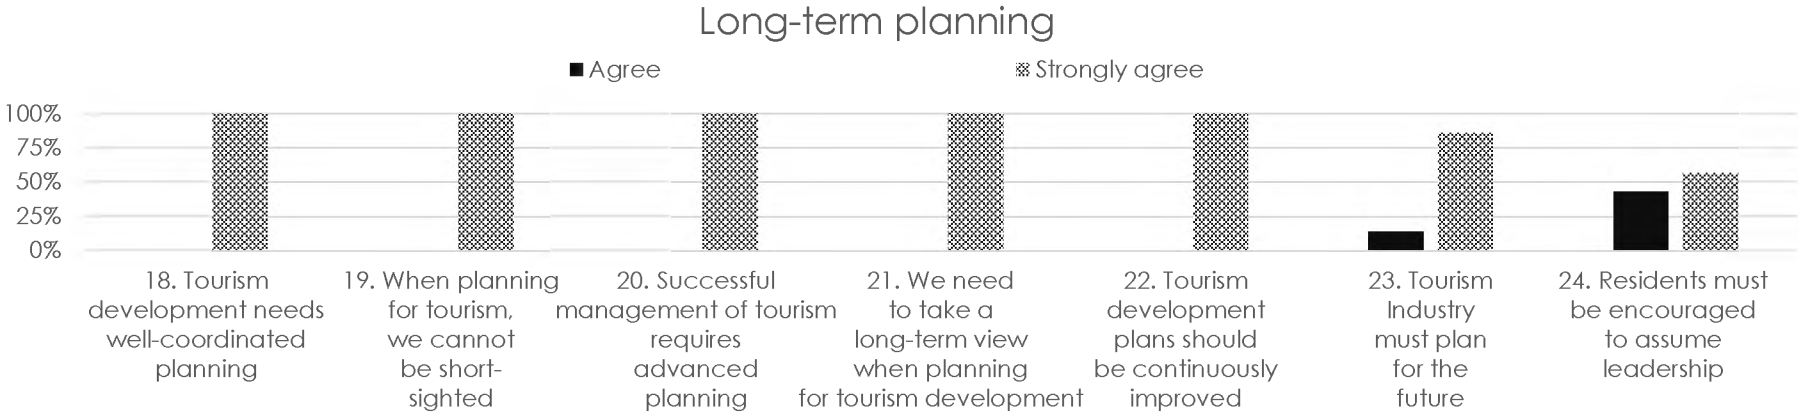 Long-term planning
Agree
Strongly agree
100%
75%
50%
25%
0%
18. Tourism
development needs
well-coordinated
planning
19. When planning
for tourism,
we cannot
be short-
sighted
20. Successful
management of tourism
requires
advanced
planning
21. We need
to take a
long-term view
when planning
for tourism development
22. Tourism
development
plans should
be continuously
improved
23. Tourism
Industry
must plan
for the
future
24. Residents must
be encouraged
to assume
leadership